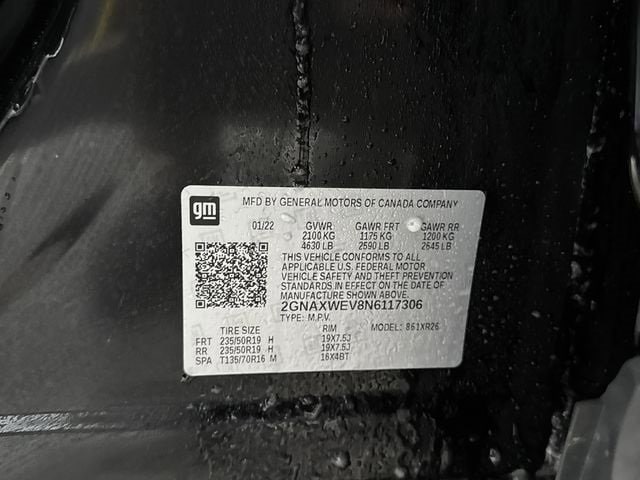 gm
MFD BY GENERAL MOTORS OF CANADA COMPANY
01/22 GVWR GAWR FRT GAWR RR
2100 KG 1175 KG 1200 KG
4630 LB 2590 LB 2645 LB
THIS VEHICLE CONFORMS TO ALL
APPLICABLE U.S. FEDERAL MOTOR
VEHICLE SAFETY AND THEFT PREVENTION
STANDARDS IN EFFECT ON THE DATE OF
MANUFACTURE SHOWN ABOVE.
2GNAXWEV8N6117306
TYPE: M.P.V. MODEL: 861XR26
TIRE SIZE RIM
FRT 235/50R19 H 19X7.5J
RR 235/50R19 H 19X7.5J
SPA T135/70R16 M 16X4BT